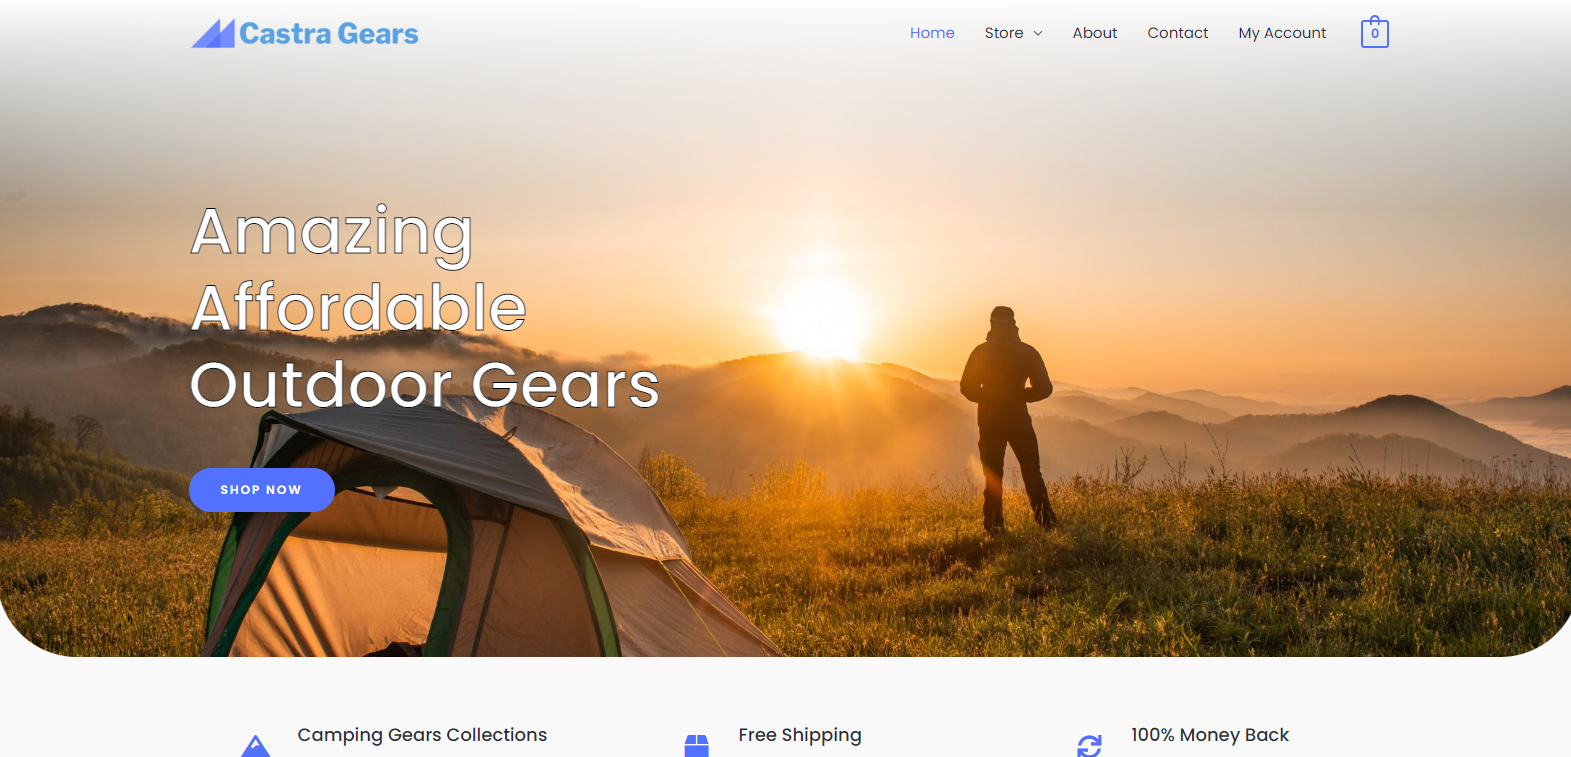 Castra Gears
Home Store About Contact My Account 0
Amazing
Affordable
Outdoor Gears
SHOP NOW
Camping Gears Collections
Free Shipping
100% Money Back